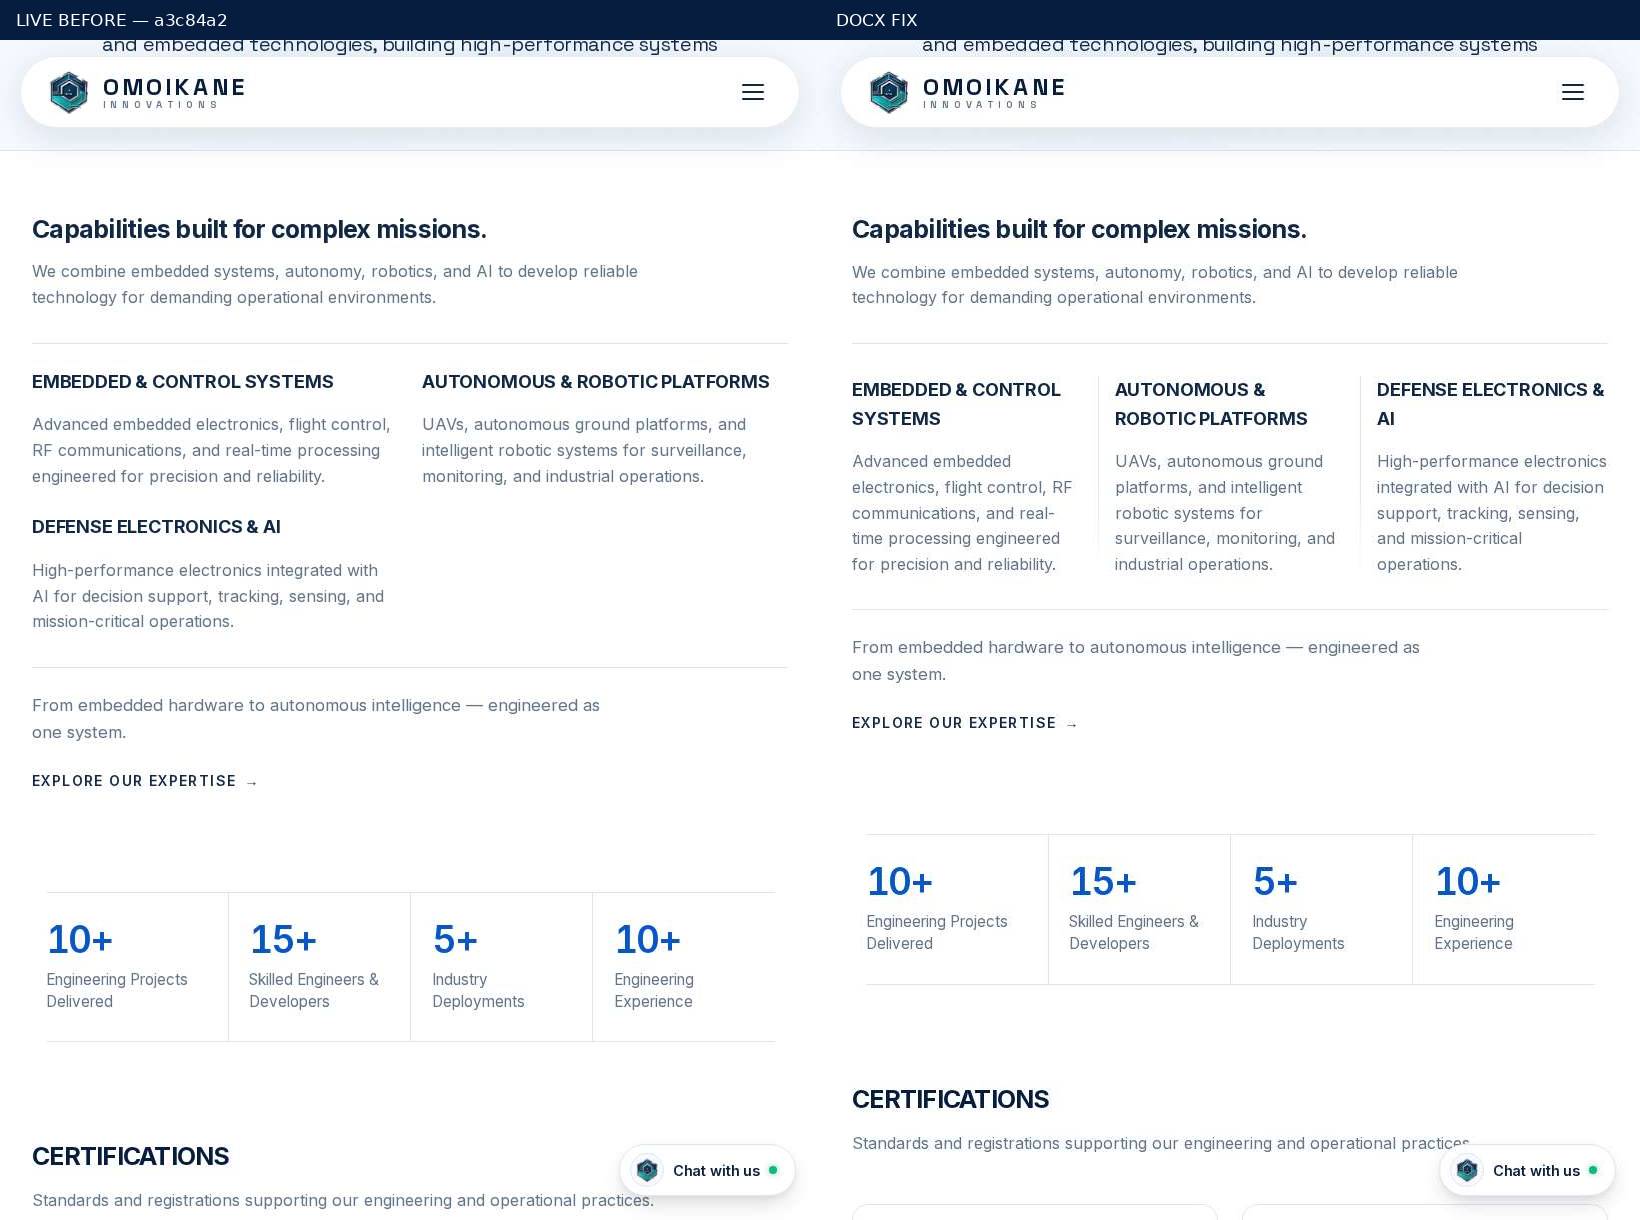 LIVE BEFORE — a3c84a2
and embedded technologies, building high-performance systems
OMOIKANE
INNOVATIONS
Capabilities built for complex missions.
We combine embedded systems, autonomy, robotics, and AI to develop reliable
technology for demanding operational environments.
EMBEDDED & CONTROL SYSTEMS
Advanced embedded electronics, flight control,
RF communications, and real-time processing
engineered for precision and reliability.
AUTONOMOUS & ROBOTIC PLATFORMS
UAVs, autonomous ground platforms, and
intelligent robotic systems for surveillance,
monitoring, and industrial operations.
DEFENSE ELECTRONICS & AI
High-performance electronics integrated with
AI for decision support, tracking, sensing, and
mission-critical operations.
From embedded hardware to autonomous intelligence — engineered as
one system.
EXPLORE OUR EXPERTISE →
10+
Engineering Projects
Delivered
15+
Skilled Engineers &
Developers
5+
Industry
Deployments
10+
Engineering
Experience
CERTIFICATIONS
Standards and registrations supporting our engineering and operational practices.
Chat with us
DOCX FIX
and embedded technologies, building high-performance systems
OMOIKANE
INNOVATIONS
Capabilities built for complex missions.
We combine embedded systems, autonomy, robotics, and AI to develop reliable
technology for demanding operational environments.
EMBEDDED & CONTROL
SYSTEMS
Advanced embedded
electronics, flight control, RF
communications, and real-
time processing engineered
for precision and reliability.
AUTONOMOUS &
ROBOTIC PLATFORMS
UAVs, autonomous ground
platforms, and intelligent
robotic systems for
surveillance, monitoring, and
industrial operations.
DEFENSE ELECTRONICS &
AI
High-performance electronics
integrated with AI for decision
support, tracking, sensing,
and mission-critical
operations.
From embedded hardware to autonomous intelligence — engineered as
one system.
EXPLORE OUR EXPERTISE →
10+
Engineering Projects
Delivered
15+
Skilled Engineers &
Developers
5+
Industry
Deployments
10+
Engineering
Experience
CERTIFICATIONS
Standards and registrations supporting our engineering and operational practices
Chat with us